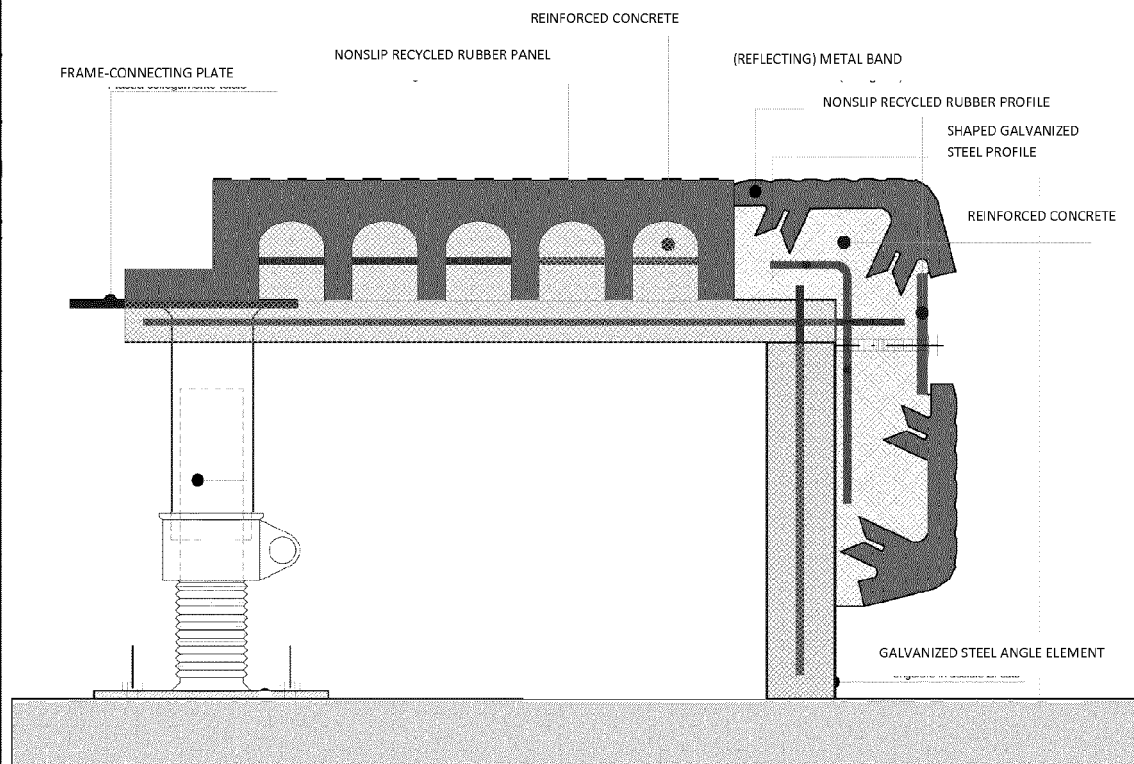 REINFORCED CONCRETE
NONSLIP RECYCLED RUBBER PANEL
(REFLECTING) METAL BAND
FRAME-CONNECTING PLATE
NONSLIP RECYCLED RUBBER PROFILE
SHAPED GALVANIZED
STEEL PROFILE
REINFORCED CONCRETE
GALVANIZED STEEL ANGLE ELEMENT